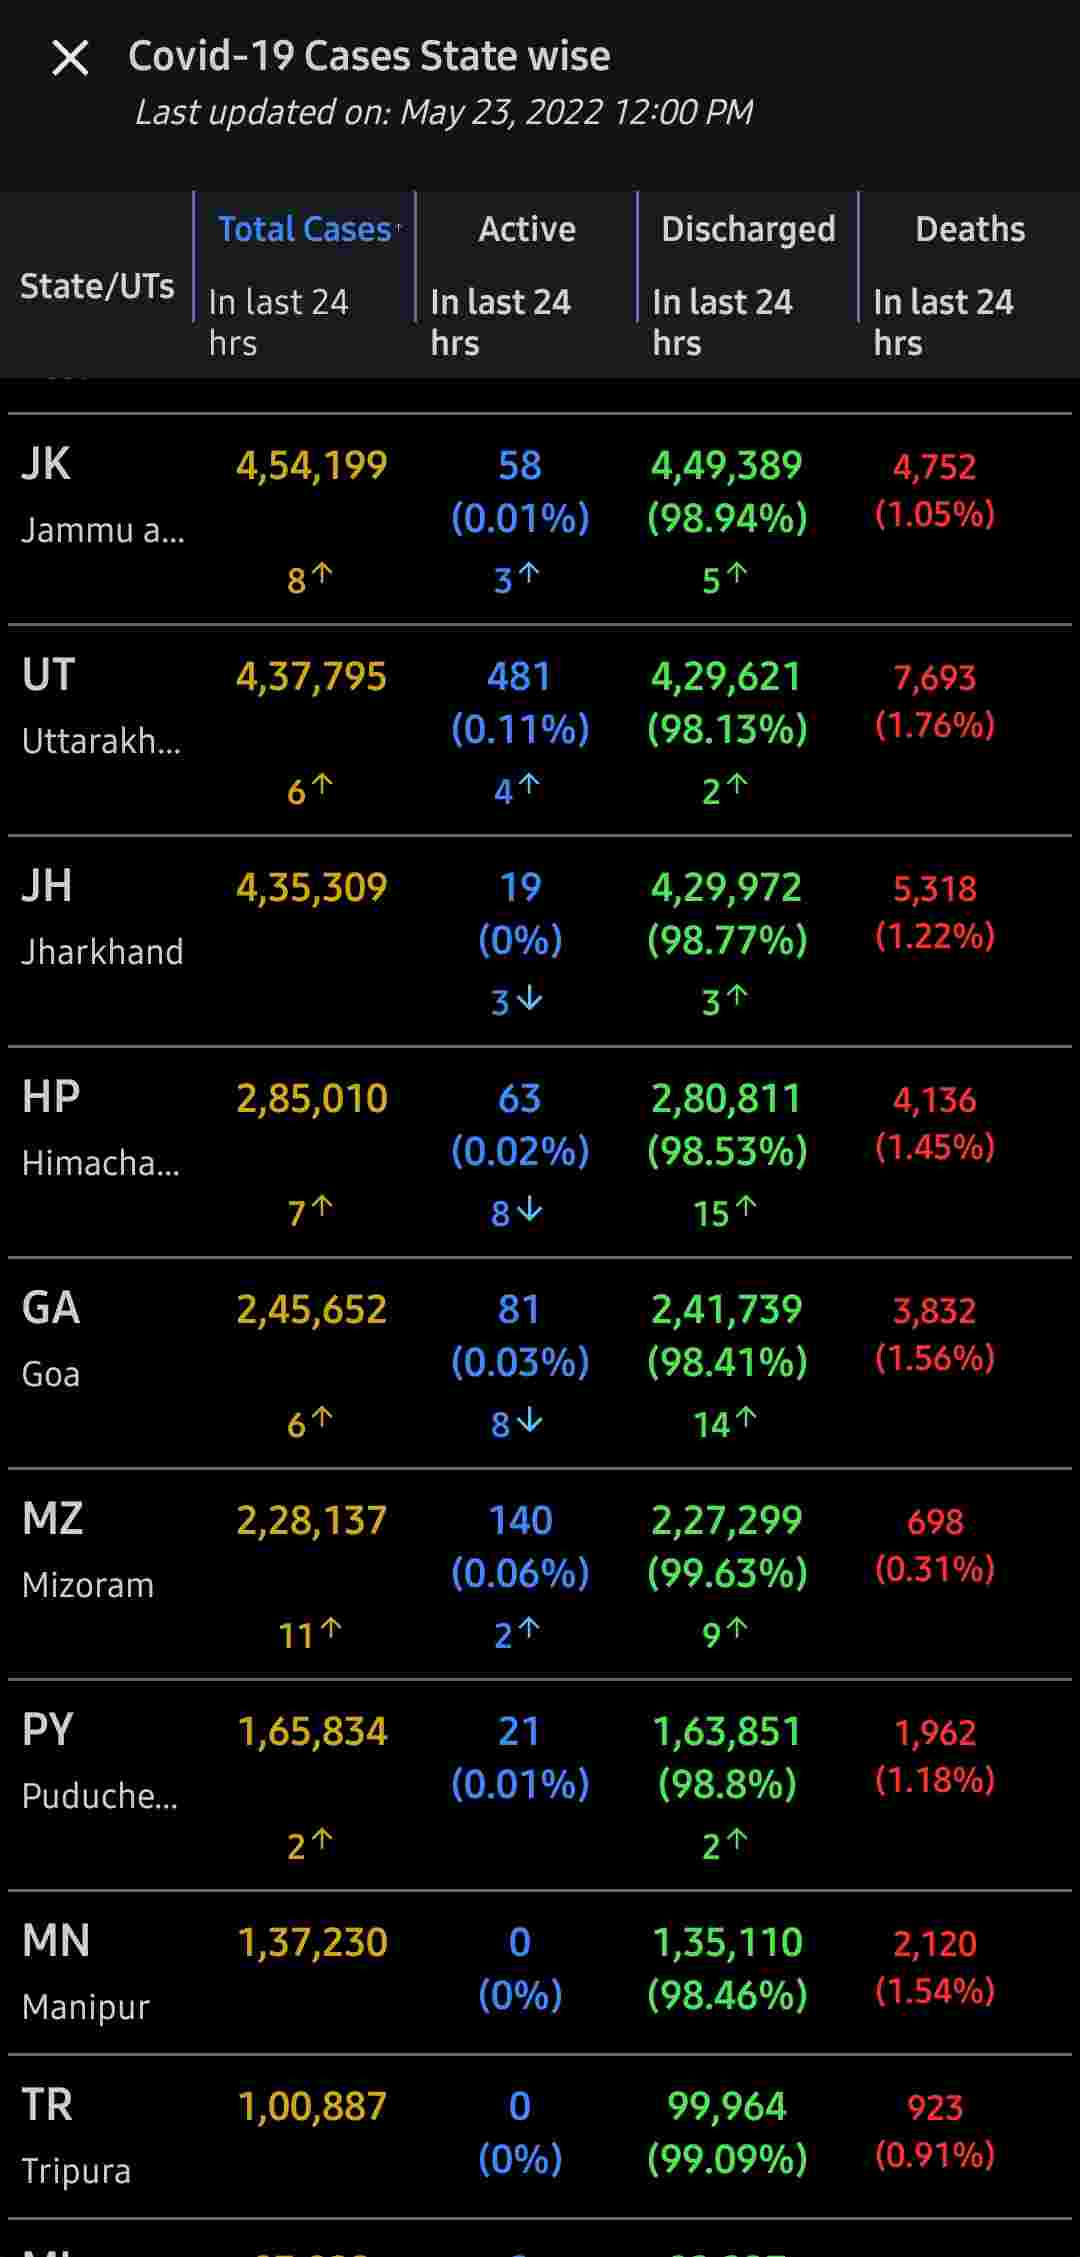 Covid-19 Cases State wise
Last updated on: May 23, 2022 12:00 PM
State/UTs
Total Cases↑ Active Discharged Deaths
In last 24 hrs In last 24 hrs In last 24 hrs In last 24 hrs
JK 4,54,199 58 4,49,389 4,752
Jammu a... (0.01%) (98.94%) (1.05%)
8↑ 3↑ 5↑
UT 4,37,795 481 4,29,621 7,693
Uttarakh... (0.11%) (98.13%) (1.76%)
6↑ 4↑ 2↑
JH 4,35,309 19 4,29,972 5,318
Jharkhand (0%) (98.77%) (1.22%)
3↓ 3↑
HP 2,85,010 63 2,80,811 4,136
Himacha... (0.02%) (98.53%) (1.45%)
7↑ 8↓ 15↑
GA 2,45,652 81 2,41,739 3,832
Goa (0.03%) (98.41%) (1.56%)
6↑ 8↓ 14↑
MZ 2,28,137 140 2,27,299 698
Mizoram (0.06%) (99.63%) (0.31%)
11↑ 2↑ 9↑
PY 1,65,834 21 1,63,851 1,962
Puduche... (0.01%) (98.8%) (1.18%)
2↑ 2↑
MN 1,37,230 0 1,35,110 2,120
Manipur (0%) (98.46%) (1.54%)
TR 1,00,887 0 99,964 923
Tripura (0%) (99.09%) (0.91%)